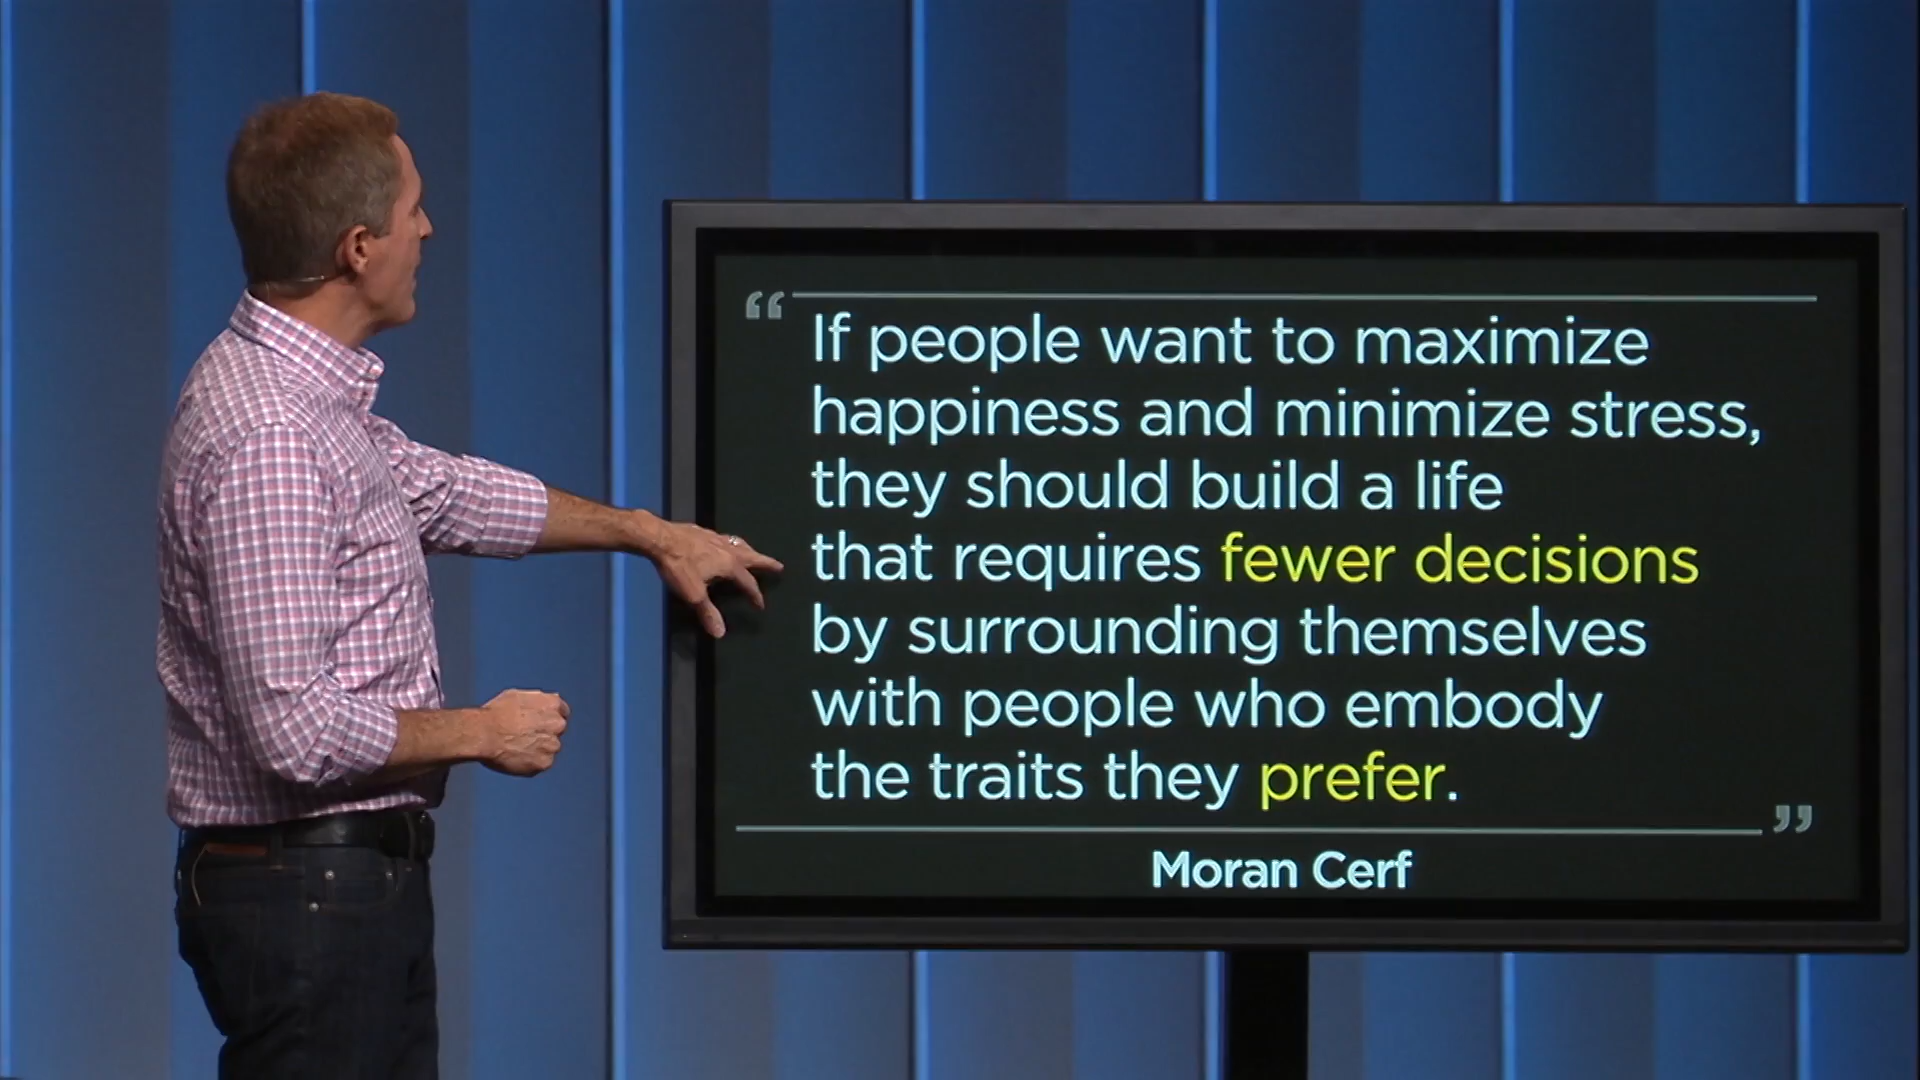 “ If people want to maximize
happiness and minimize stress,
they should build a life
that requires fewer decisions
by surrounding themselves
with people who embody
the traits they prefer. ”
Moran Cerf